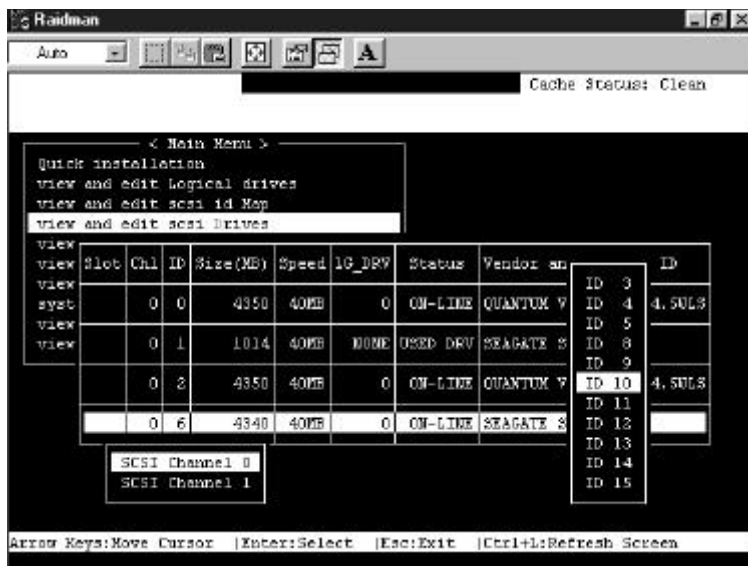 Raidman
Auto
A
Cache Status: Clean
< Main Menu >
Quick installation
view and edit Logical drives
view and edit scsi id Map
view and edit scsi Drives
view
view Slot Chl ID Size(MB) Speed LG_DRV Status Vendor an ID
view
syst 0 0 4350 40MB 0 ON-LINE QUANTUM V 4.5WLS
view
view 0 1 1014 40MB NONE USED DRV SEAGATE S
0 2 4350 40MB 0 ON-LINE QUANTUM V 4.5WLS
0 6 4340 40MB 0 ON-LINE SEAGATE S
ID 3
ID 4
ID 5
ID 8
ID 9
ID 10
ID 11
ID 12
ID 13
ID 14
ID 15
SCSI Channel 0
SCSI Channel 1
Arrow Keys:Move Cursor |Enter:Select |Esc:Exit |Ctrl+L:Refresh Screen